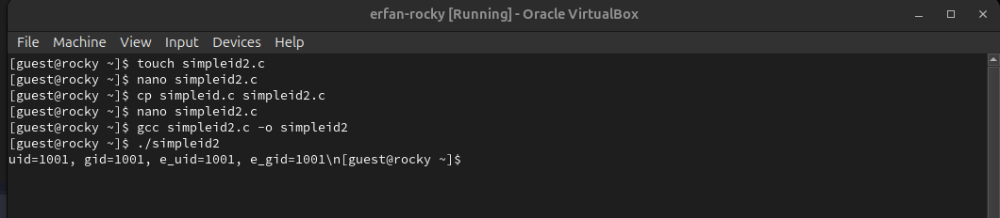 erfan-rocky [Running] - Oracle VirtualBox
File Machine View Input Devices Help
[guest@rocky ~]$ touch simpleid2.c
[guest@rocky ~]$ nano simpleid2.c
[guest@rocky ~]$ cp simpleid.c simpleid2.c
[guest@rocky ~]$ nano simpleid2.c
[guest@rocky ~]$ gcc simpleid2.c -o simpleid2
[guest@rocky ~]$ ./simpleid2
uid=1001, gid=1001, e_uid=1001, e_gid=1001\n[guest@rocky ~]$